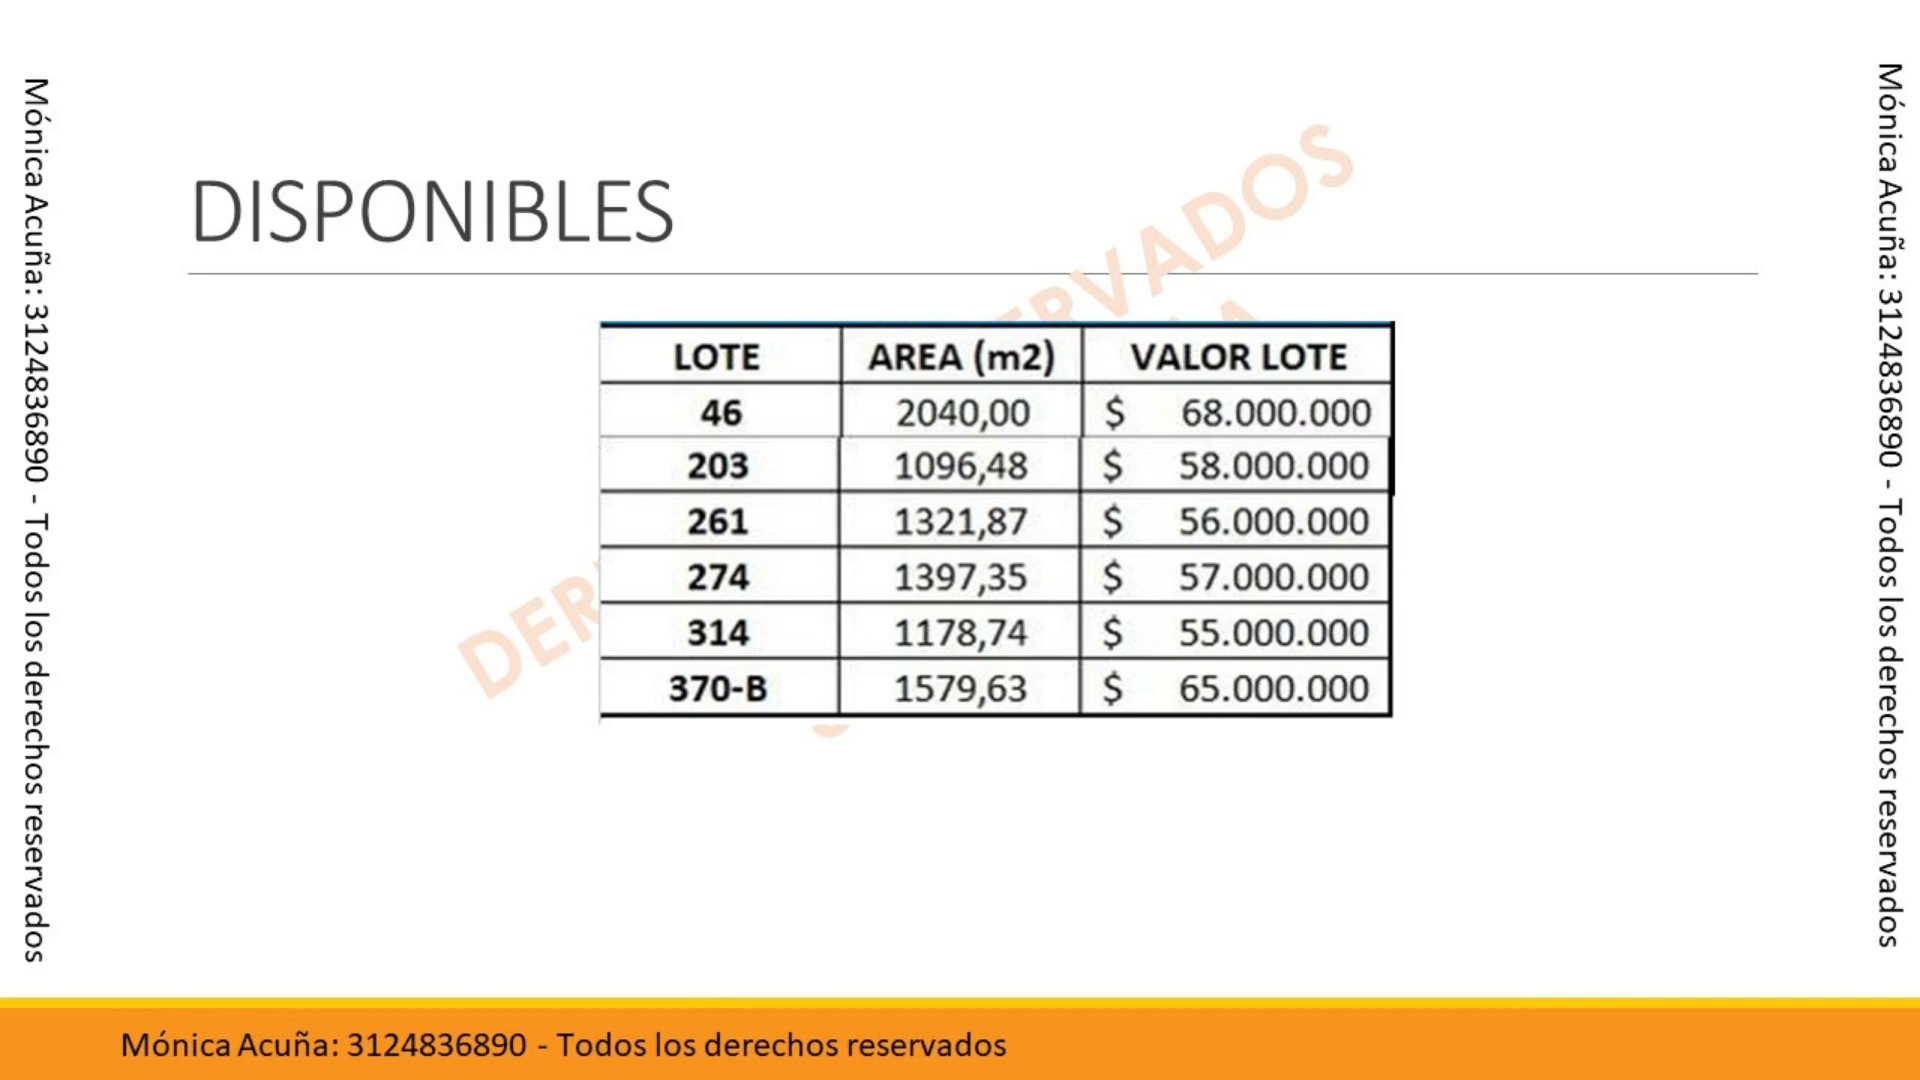 DISPONIBLES
LOTE AREA (m2) VALOR LOTE
46 2040,00 $ 68.000.000
203 1096,48 $ 58.000.000
261 1321,87 $ 56.000.000
274 1397,35 $ 57.000.000
314 1178,74 $ 55.000.000
370-B 1579,63 $ 65.000.000
Mónica Acuña: 3124836890 - Todos los derechos reservados
Mónica Acuña: 3124836890 - Todos los derechos reservados
Mónica Acuña: 3124836890 - Todos los derechos reservados